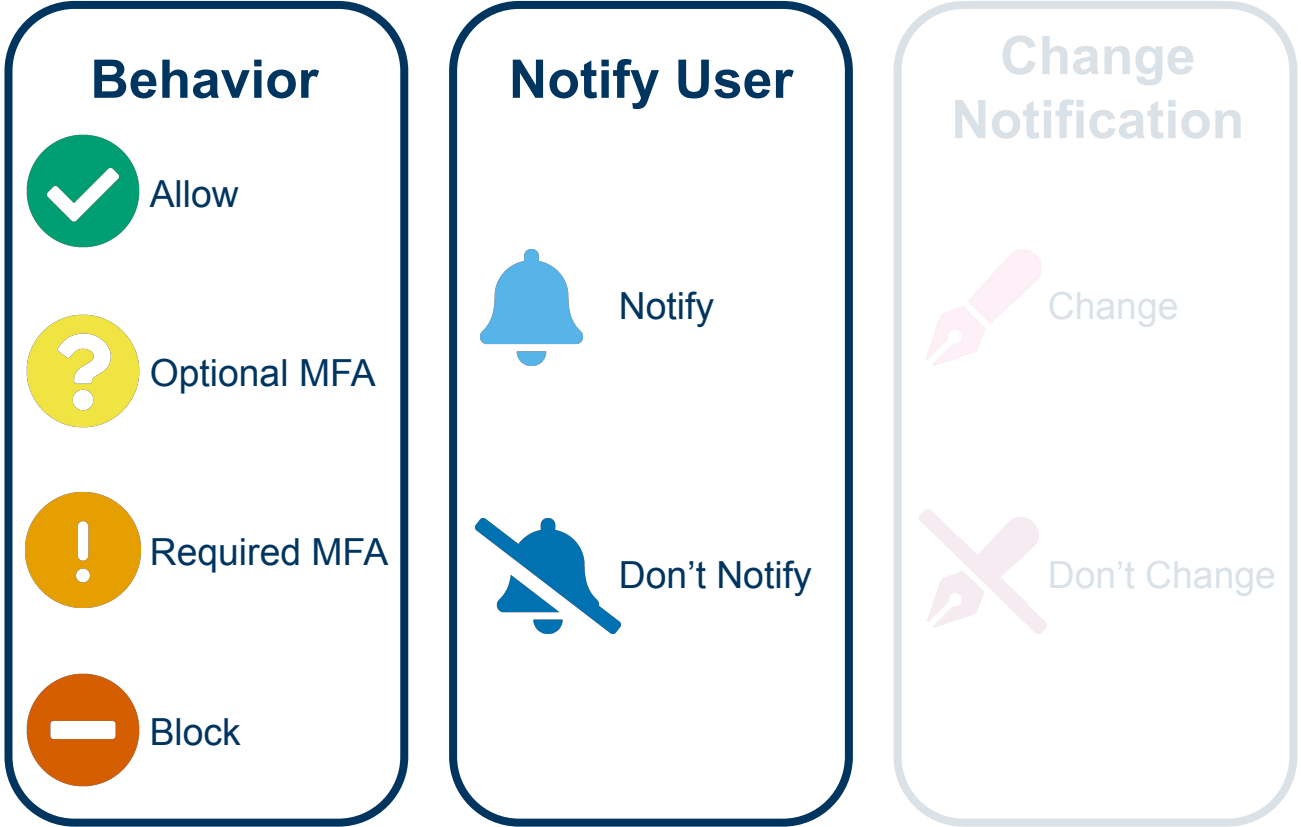 Behavior
Allow
Optional MFA
Required MFA
Block
Notify User
Notify
Don’t Notify
Change
Notification
Change
Don’t Change